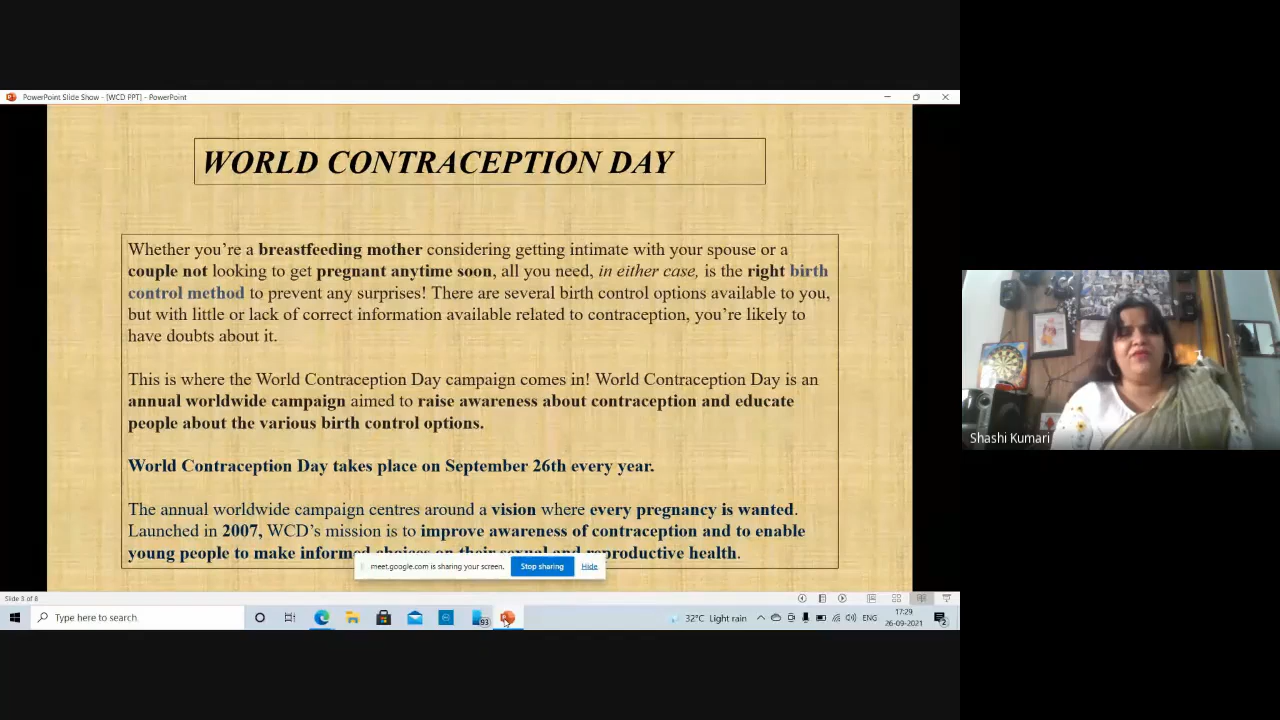 PowerPoint Slide Show - [WCD PPT] - PowerPoint
WORLD CONTRACEPTION DAY
Whether you're a breastfeeding mother considering getting intimate with your spouse or a
couple not looking to get pregnant anytime soon, all you need, in either case, is the right birth
control method to prevent any surprises! There are several birth control options available to you,
but with little or lack of correct information available related to contraception, you're likely to
have doubts about it.
This is where the World Contraception Day campaign comes in! World Contraception Day is an
annual worldwide campaign aimed to raise awareness about contraception and educate
people about the various birth control options.
World Contraception Day takes place on September 26th every year.
The annual worldwide campaign centres around a vision where every pregnancy is wanted.
Launched in 2007, WCD's mission is to improve awareness of contraception and to enable
young people to make informed choices on their sexual and reproductive health.
meet.google.com is sharing your screen.
Stop sharing
Hide
Shashi Kumari
Slide 3 of 8
Type here to search
93
32°C Light rain
ENG
17:29
26-09-2021
2